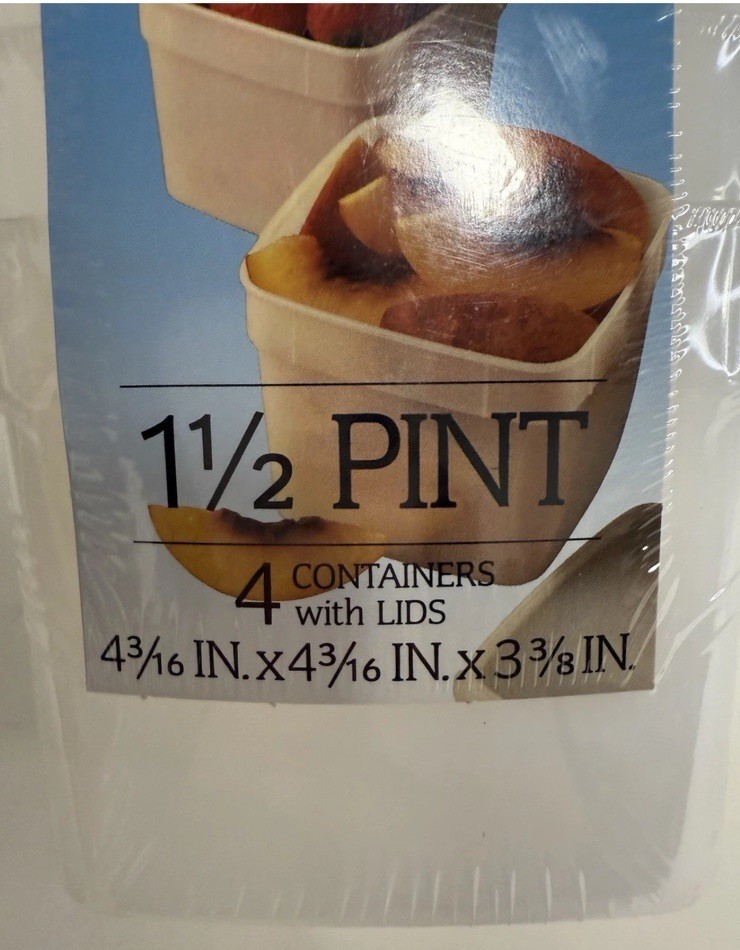 1½ PINT
4 CONTAINERS
with LIDS
4³⁄₁₆ IN. x 4³⁄₁₆ IN. x 3⅜ IN.